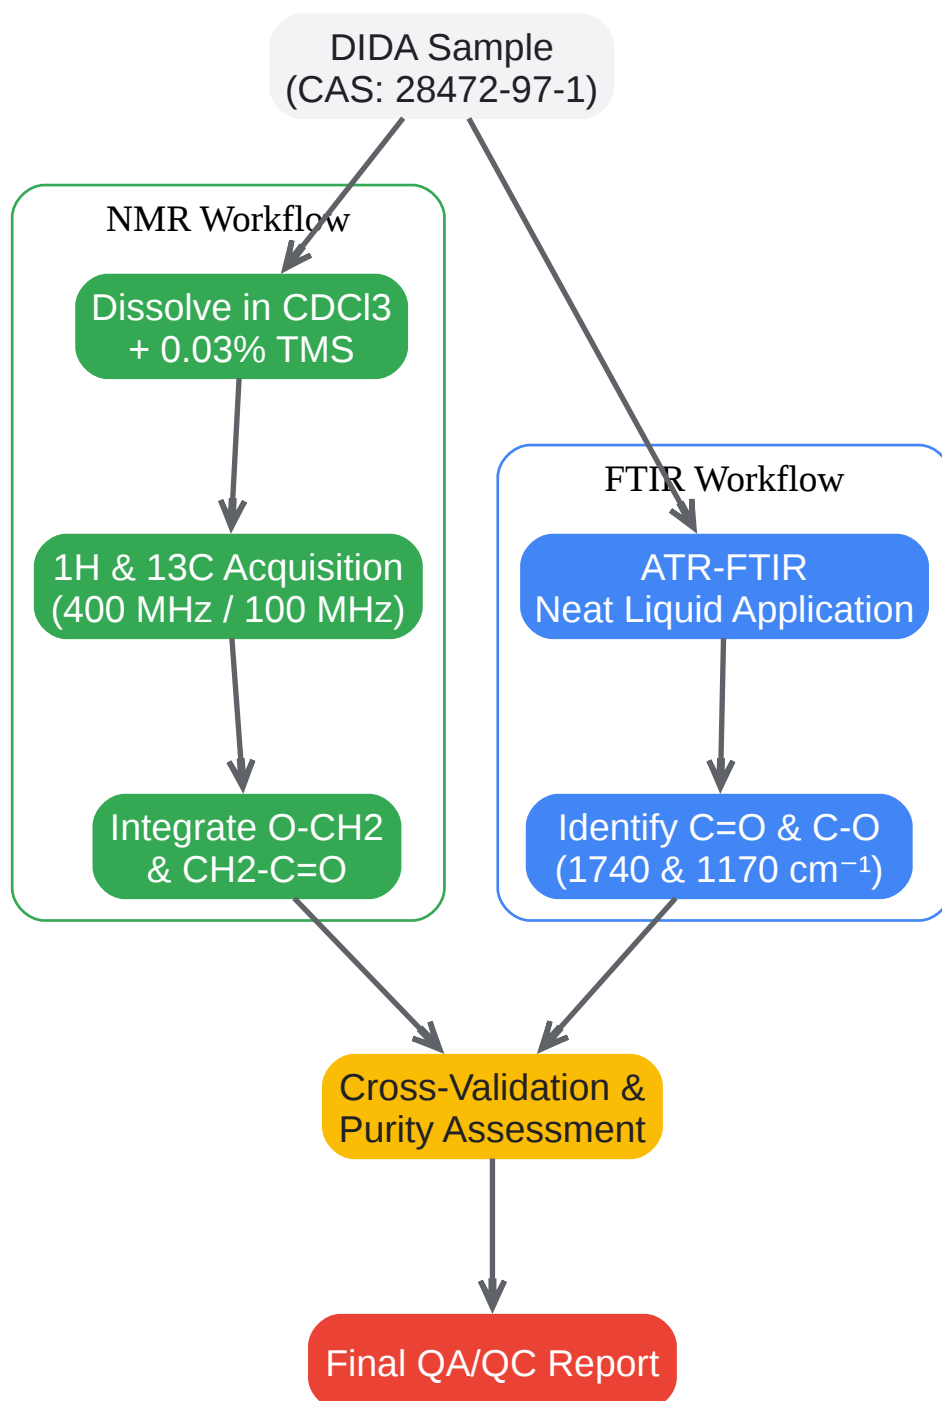 DIDA Sample
(CAS: 28472-97-1)
NMR Workflow
Dissolve in CDCl3
+ 0.03% TMS
1H & 13C Acquisition
(400 MHz / 100 MHz)
Integrate O-CH2
& CH2-C=O
FTIR Workflow
ATR-FTIR
Neat Liquid Application
Identify C=O & C-O
(1740 & 1170 cm⁻¹)
Cross-Validation &
Purity Assessment
Final QA/QC Report